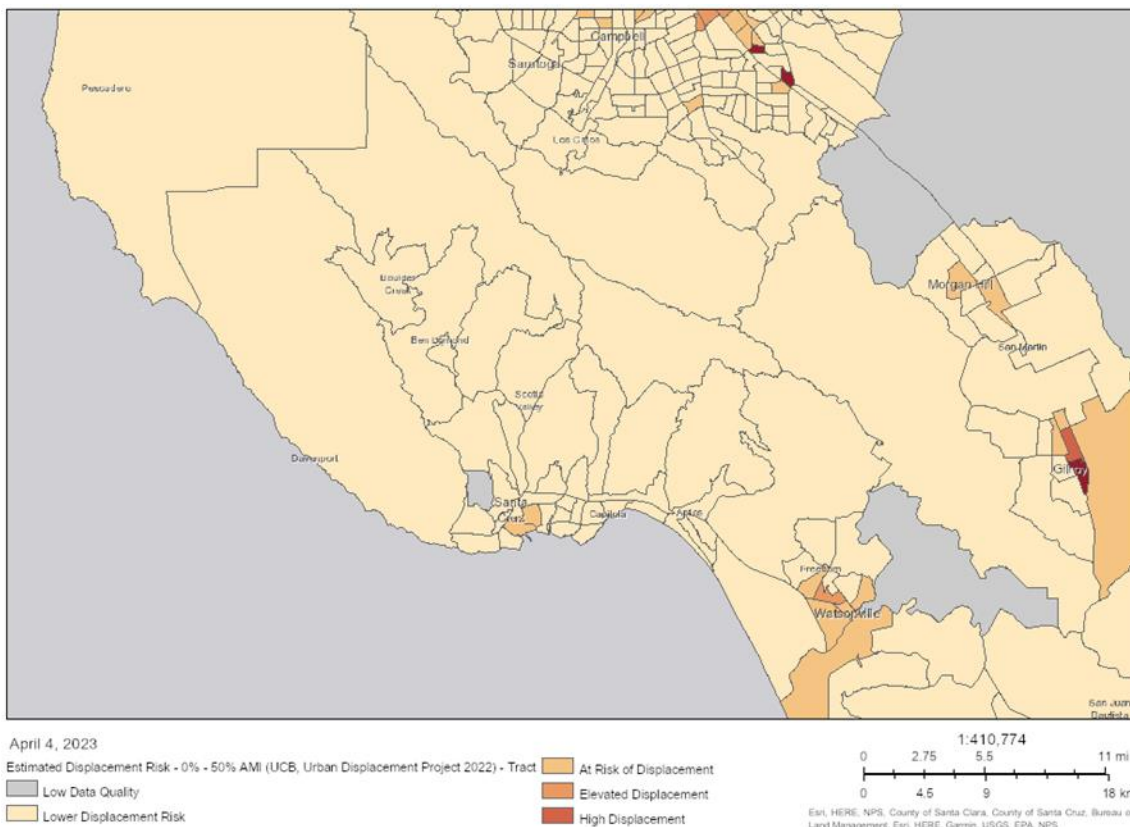 Campbell
Saratoga
Pescadero
Los Gatos
Boulder
Creek
Morgan Hill
Ben Lomond
San Martin
Scotts
Valley
Davenport
Gilroy
Santa
Cruz
Capitola
Aptos
Freedom
Watsonville
San Juan
Bautista
April 4, 2023
Estimated Displacement Risk - 0% - 50% AMI (UCB, Urban Displacement Project 2022) - Tract
Low Data Quality
Lower Displacement Risk
At Risk of Displacement
Elevated Displacement
High Displacement
1:410,774
0 2.75 5.5 11 mi
0 4.5 9 18 km
Esri, HERE, NPS, County of Santa Clara, County of Santa Cruz, Bureau of
Land Management, Esri, HERE, Garmin, USGS, EPA, NPS